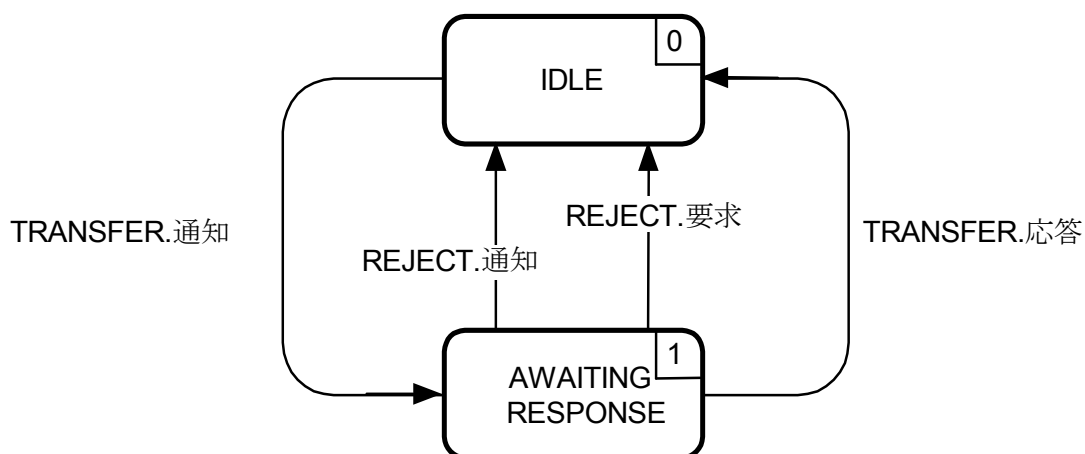 0
IDLE
TRANSFER.通知
REJECT.通知
REJECT.要求
TRANSFER.応答
1
AWAITING
RESPONSE